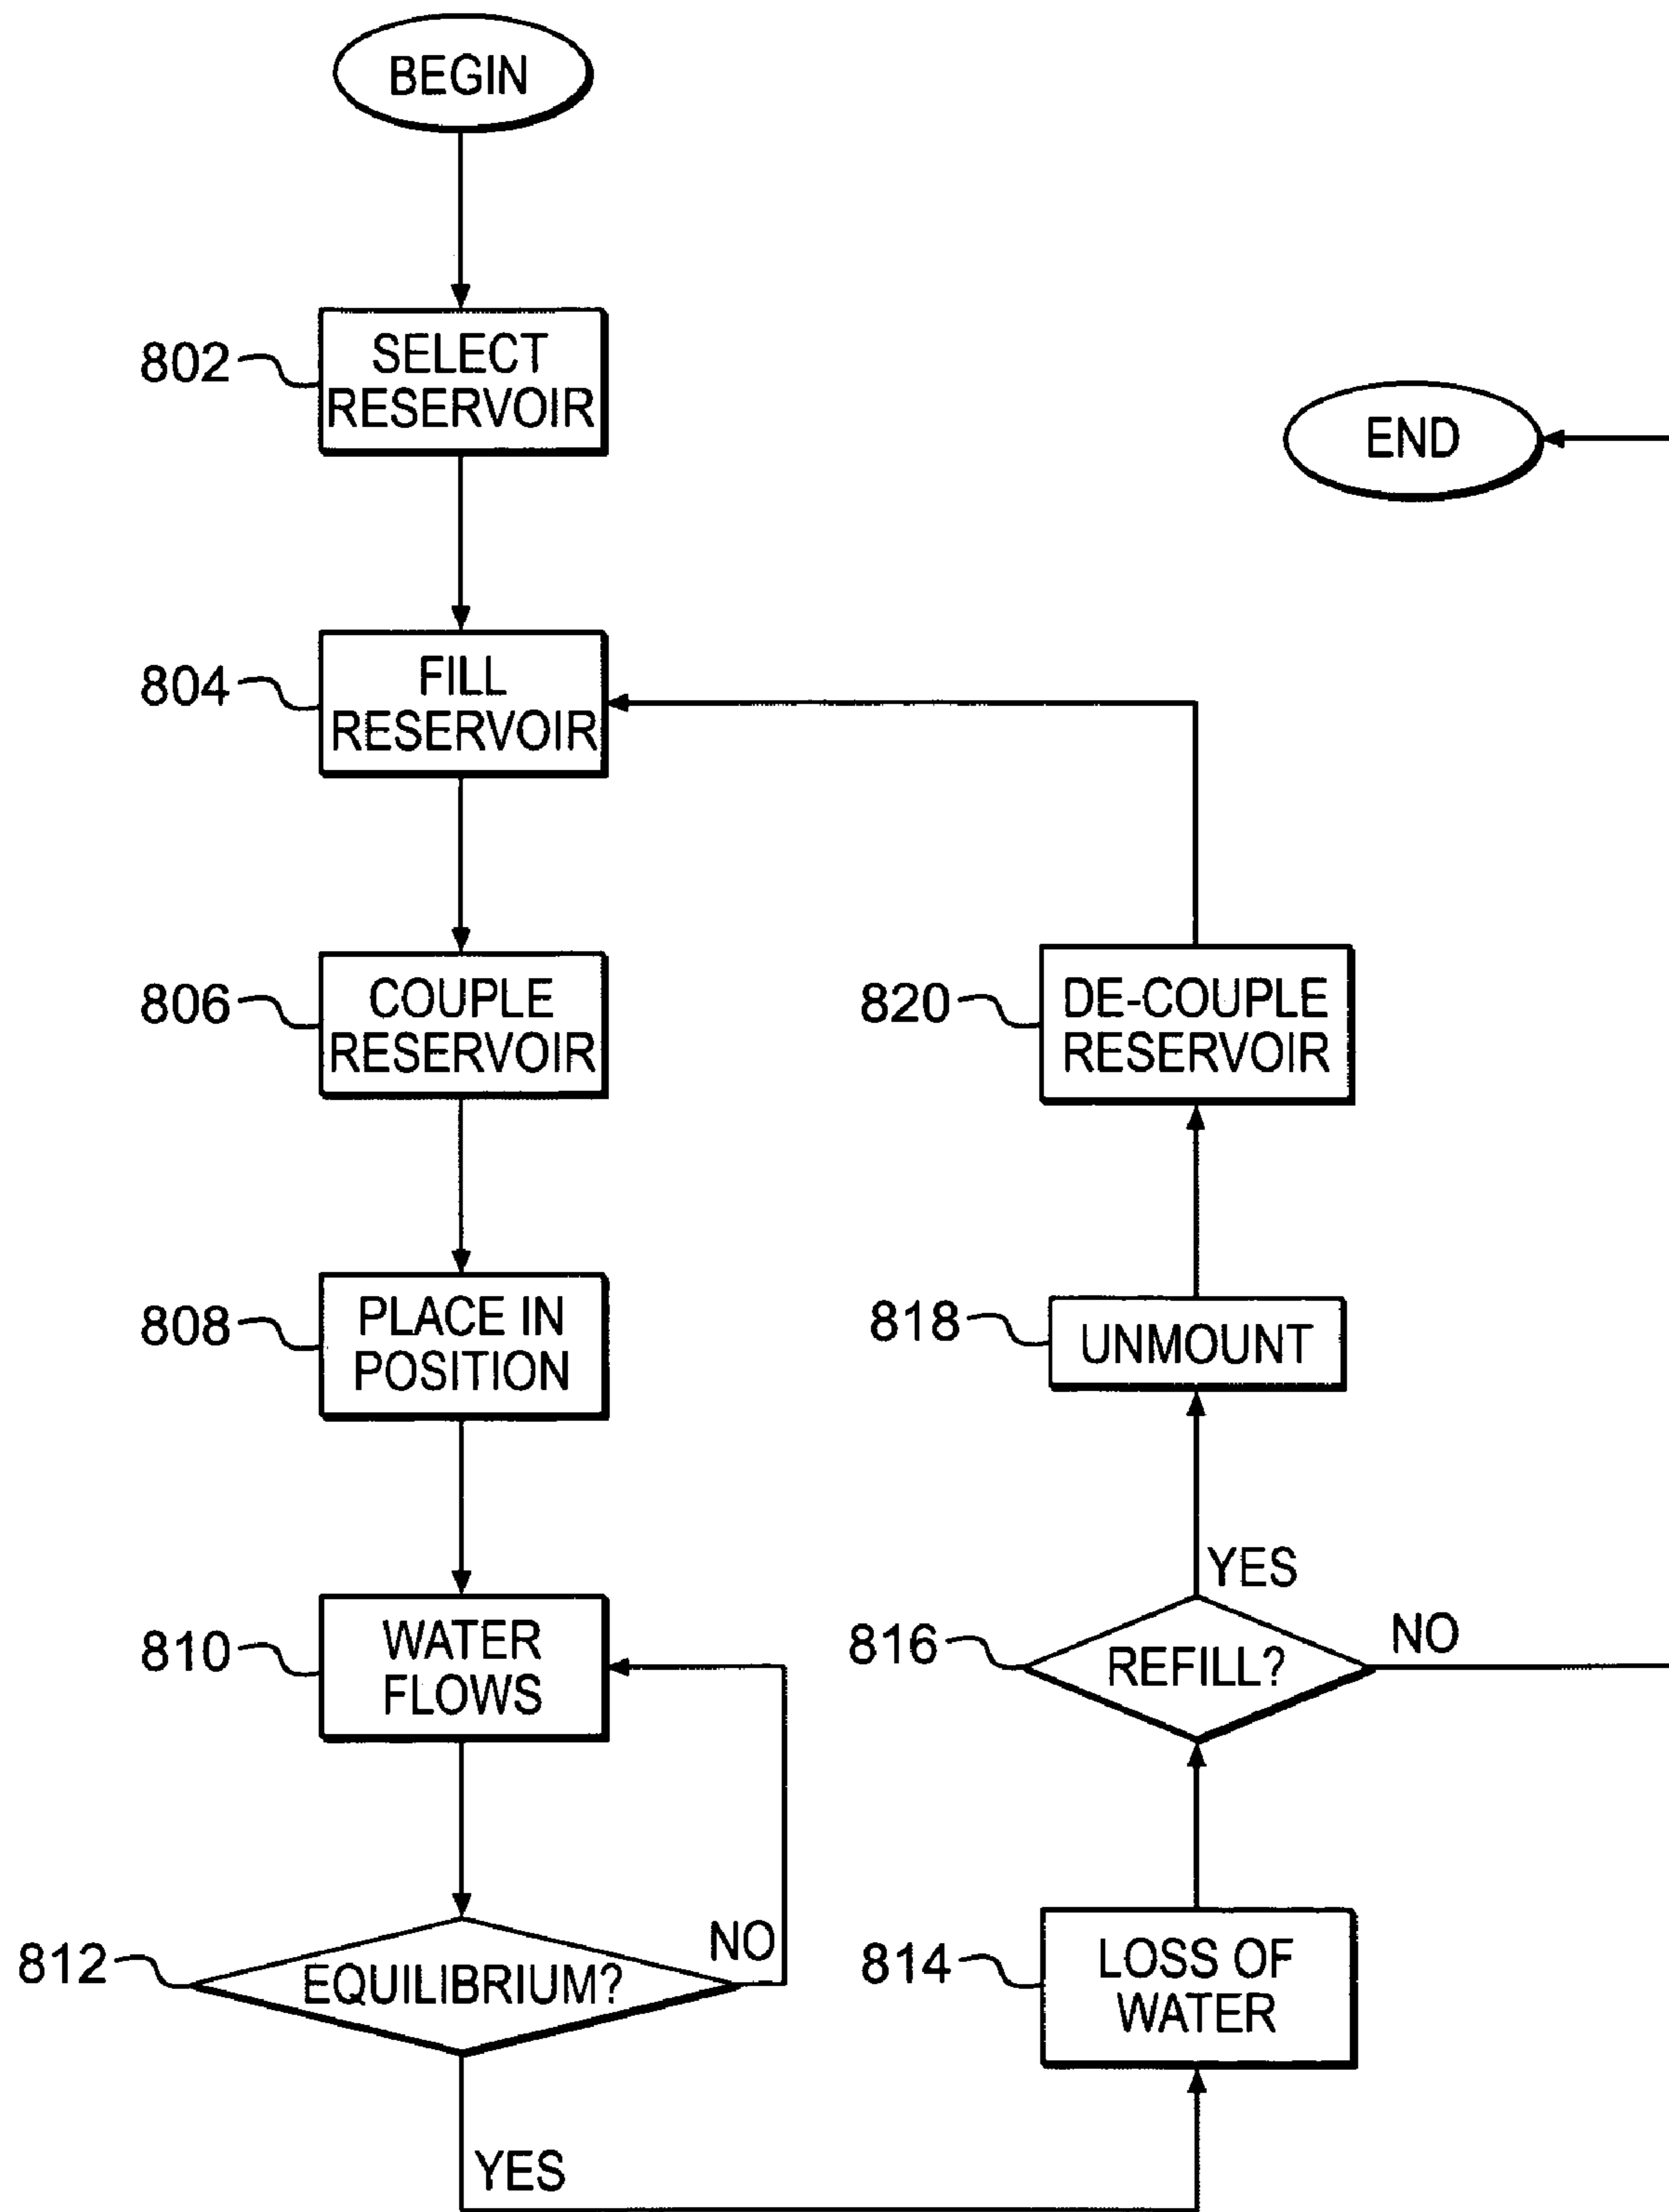 BEGIN
802
SELECT
RESERVOIR
804
FILL
RESERVOIR
806
COUPLE
RESERVOIR
808
PLACE IN
POSITION
810
WATER
FLOWS
812
EQUILIBRIUM?
NO
YES
814
LOSS OF
WATER
816
REFILL?
YES
NO
818
UNMOUNT
820
DE-COUPLE
RESERVOIR
END